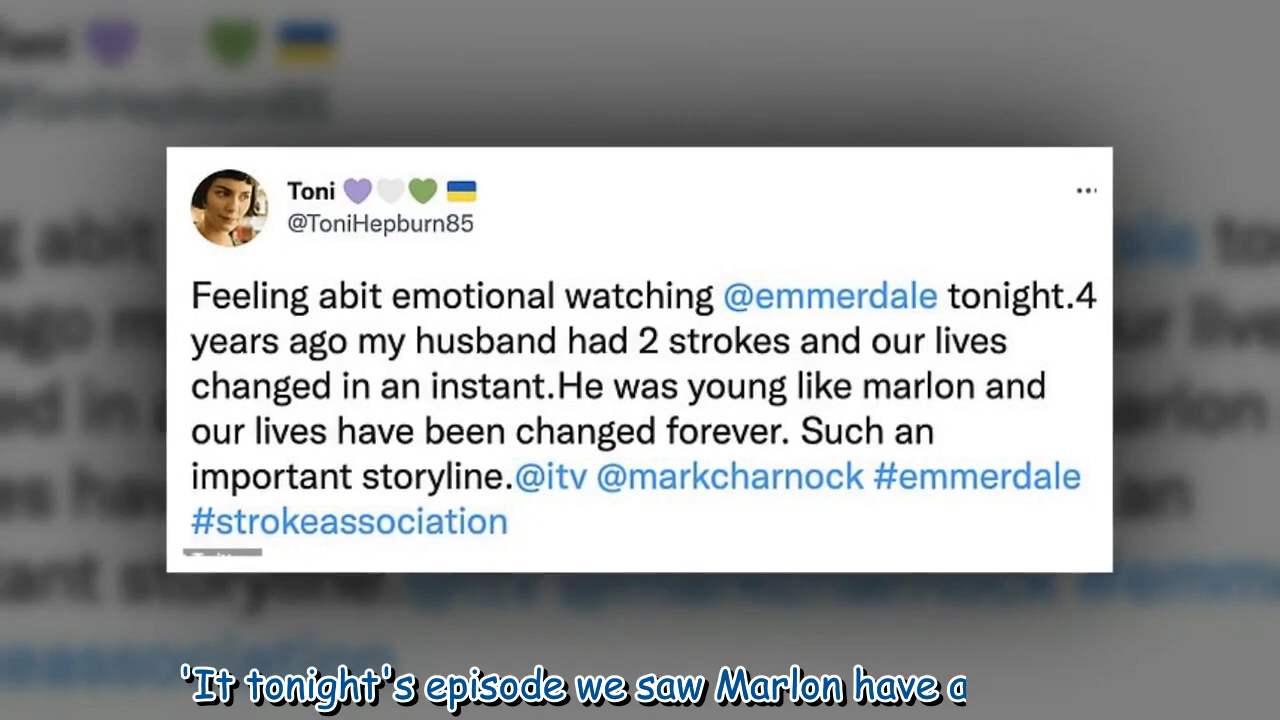 Toni 💜🤍💚 🇺🇦
@ToniHepburn85
Feeling abit emotional watching @emmerdale tonight.4
years ago my husband had 2 strokes and our lives
changed in an instant.He was young like marlon and
our lives have been changed forever. Such an
important storyline.@itv @markcharnock #emmerdale
#strokeassociation
'It tonight's episode we saw Marlon have a